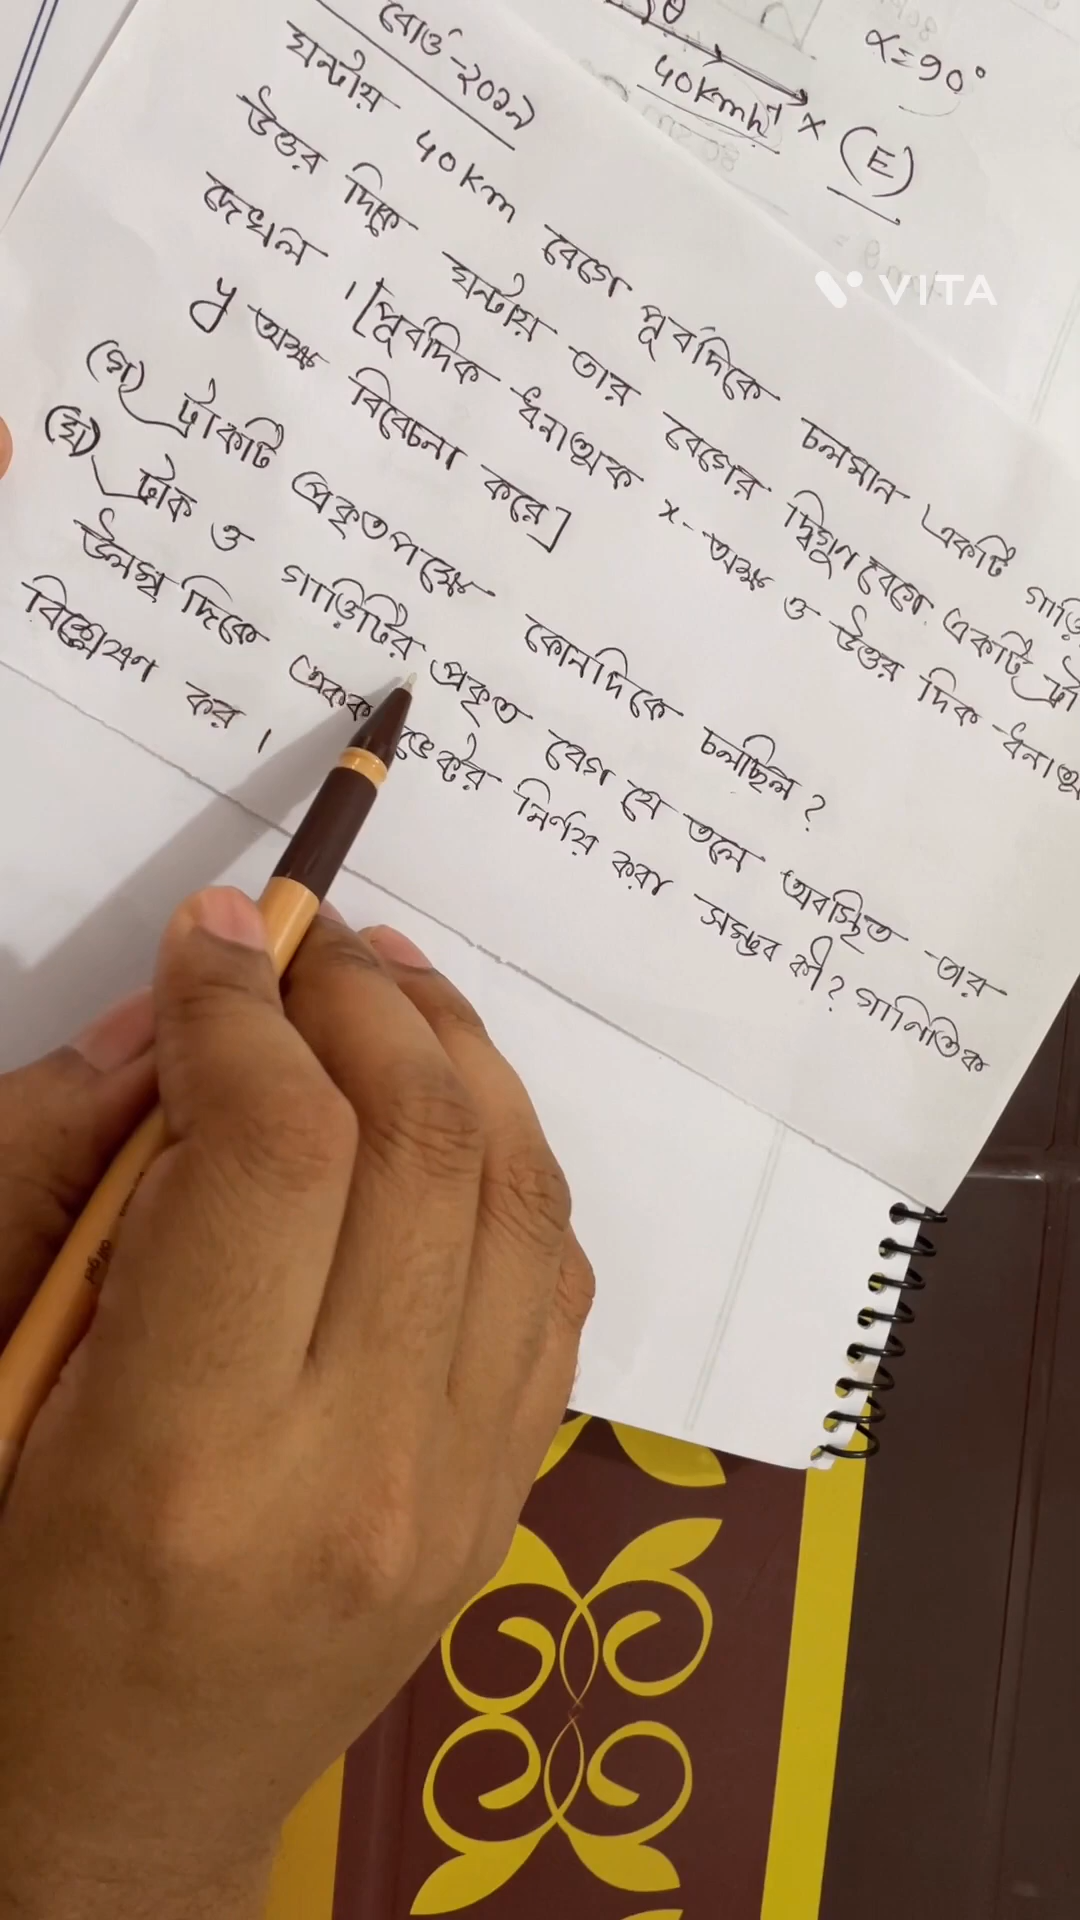 θ
α=90°
40kmh⁻¹ x (E)
বোর্ড-২০১৯
ঘন্টায় 40km বেগে পূর্বদিকে চলমান একটি গাড়ি
উত্তর দিকে ঘন্টায় তার বেগের দ্বিগুণ বেগে একটি ট্রা
দেখল । [পূর্বদিক ধনাত্মক x-অক্ষ ও উত্তর দিক ধনাত্ম
y অক্ষ বিবেচনা করে]
(গ) ট্রাকটি প্রকৃতপক্ষে কোনদিকে চলছিল ?
(ঘ) ট্রাক ও গাড়িটির প্রকৃত বেগ যে তলে অবস্থিত তার
উলম্ব দিকে একক ভেক্টর নির্ণয় করা সম্ভব কী? গাণিতিক
বিশ্লেষণ কর ।
VITA